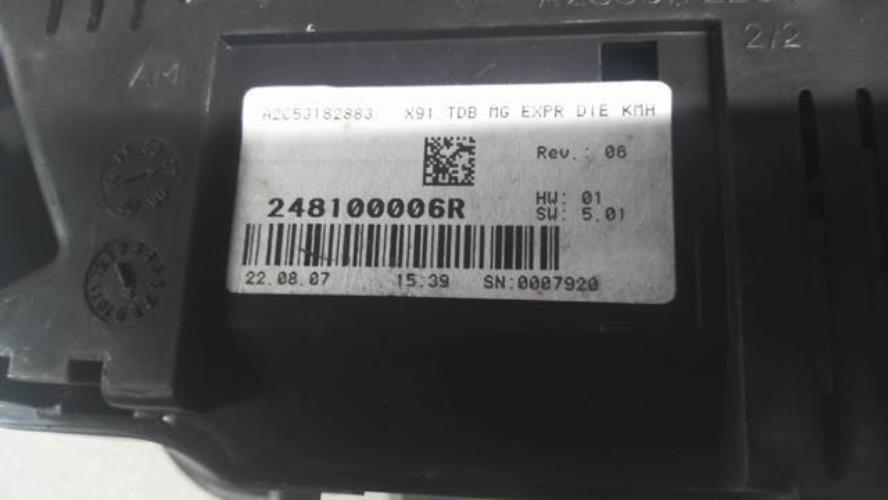 2/2
AM
A2C53182883 X91 TDB MG EXPR DIE KMH
Rev.: 06
248100006R
HW: 01
SW: 5.01
22.08.07 15:39 SN:0007920